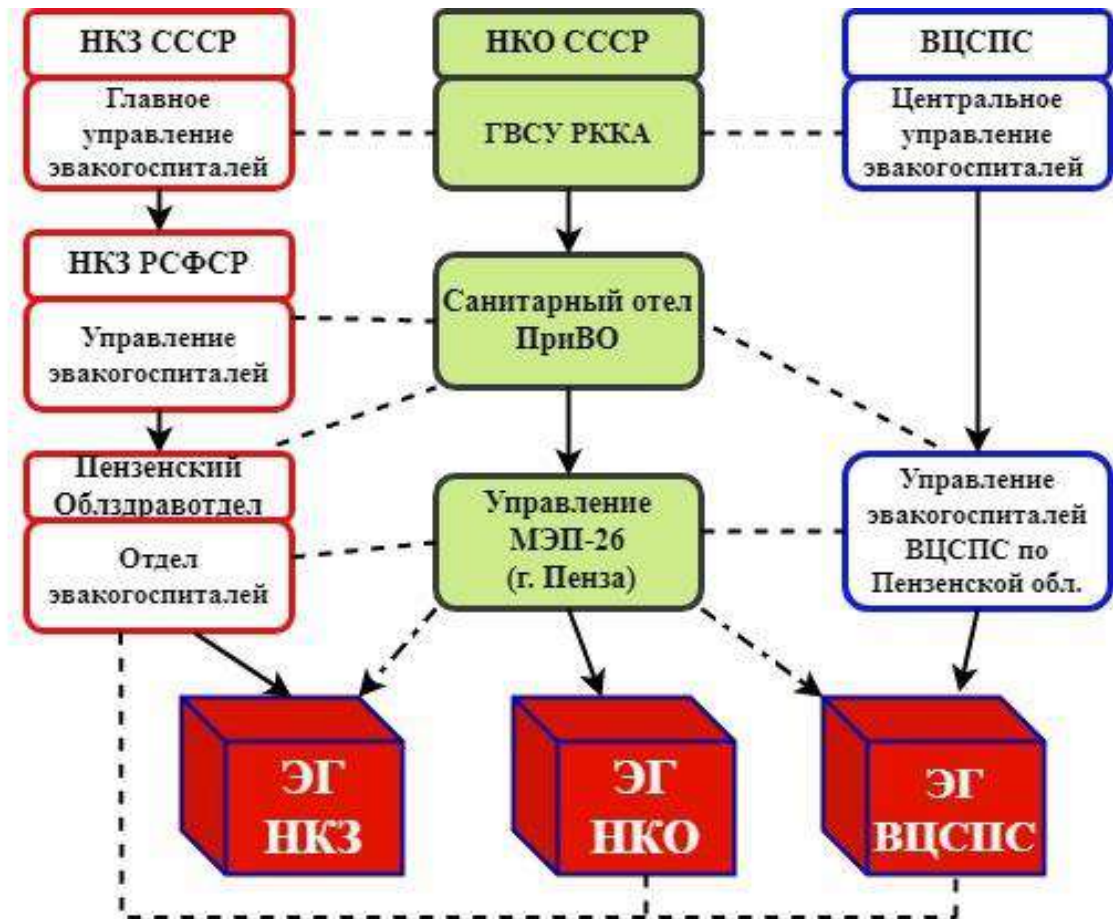 НКЗ СССР
Главное
управление
эвакогоспиталей
НКЗ РСФСР
Управление
эвакогоспиталей
Пензенский
Облздравотдел
Отдел
эвакогоспиталей
НКО СССР
ГВСУ РККА
Санитарный отел
ПриВО
Управление
МЭП-26
(г. Пенза)
ВЦСПС
Центральное
управление
эвакогоспиталей
Управление
эвакогоспиталей
ВЦСПС по
Пензенской обл.
ЭГ
НКЗ
ЭГ
НКО
ЭГ
ВЦСПС